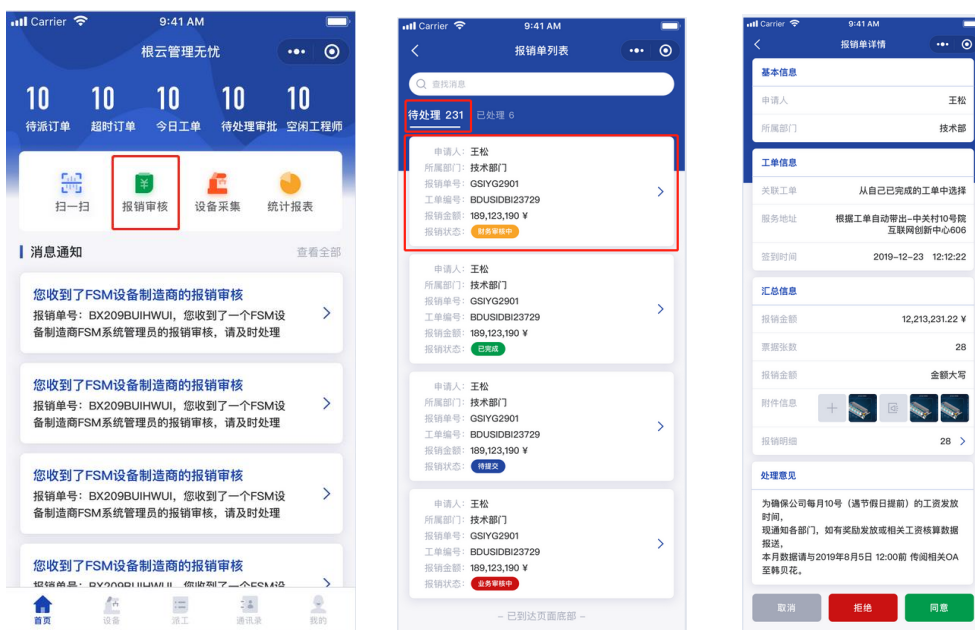 Carrier 9:41 AM
根云管理无忧
10 10 10 10 10
待派订单 超时订单 今日工单 待处理审批 空闲工程师
¥
扫一扫 报销审核 设备采集 统计报表
消息通知 查看全部
您收到了FSM设备制造商的报销审核
报销单号：BX209BUIHWUI，您收到了一个FSM设
备制造商FSM系统管理员的报销审核，请及时处理
您收到了FSM设备制造商的报销审核
报销单号：BX209BUIHWUI，您收到了一个FSM设
备制造商FSM系统管理员的报销审核，请及时处理
您收到了FSM设备制造商的报销审核
报销单号：BX209BUIHWUI，您收到了一个FSM设
备制造商FSM系统管理员的报销审核，请及时处理
您收到了FSM设备制造商的报销审核
报销单号：BX209BUIHWUI，您收到了一个FSM设
首页 设备 派工 通讯录 我的
Carrier 9:41 AM
报销单列表
查找消息
待处理 231 已处理 6
申请人：王松
所属部门：技术部门
报销单号：GSIYG2901
工单编号：BDUSIDBI23729
报销金额：189,123,190 ¥
报销状态：财务审核中
申请人：王松
所属部门：技术部门
报销单号：GSIYG2901
工单编号：BDUSIDBI23729
报销金额：189,123,190 ¥
报销状态：已完成
申请人：王松
所属部门：技术部门
报销单号：GSIYG2901
工单编号：BDUSIDBI23729
报销金额：189,123,190 ¥
报销状态：待提交
申请人：王松
所属部门：技术部门
报销单号：GSIYG2901
工单编号：BDUSIDBI23729
报销金额：189,123,190 ¥
报销状态：业务审核中
– 已到达页面底部 –
Carrier 9:41 AM
报销单详情
基本信息
申请人 王松
所属部门 技术部
工单信息
关联工单 从自己已完成的工单中选择
服务地址 根据工单自动带出–中关村10号院
互联网创新中心606
签到时间 2019–12–23 12:12:22
汇总信息
报销金额 12,213,231.22 ¥
票据张数 28
报销金额 金额大写
附件信息
报销明细 28
处理意见
为确保公司每月10号（遇节假日提前）的工资发放
时间，
现通知各部门，如有奖励发放或相关工资核算数据
报送，
本月数据请与2019年8月5日 12:00前 传阅相关OA
至韩贝花。
取消 拒绝 同意